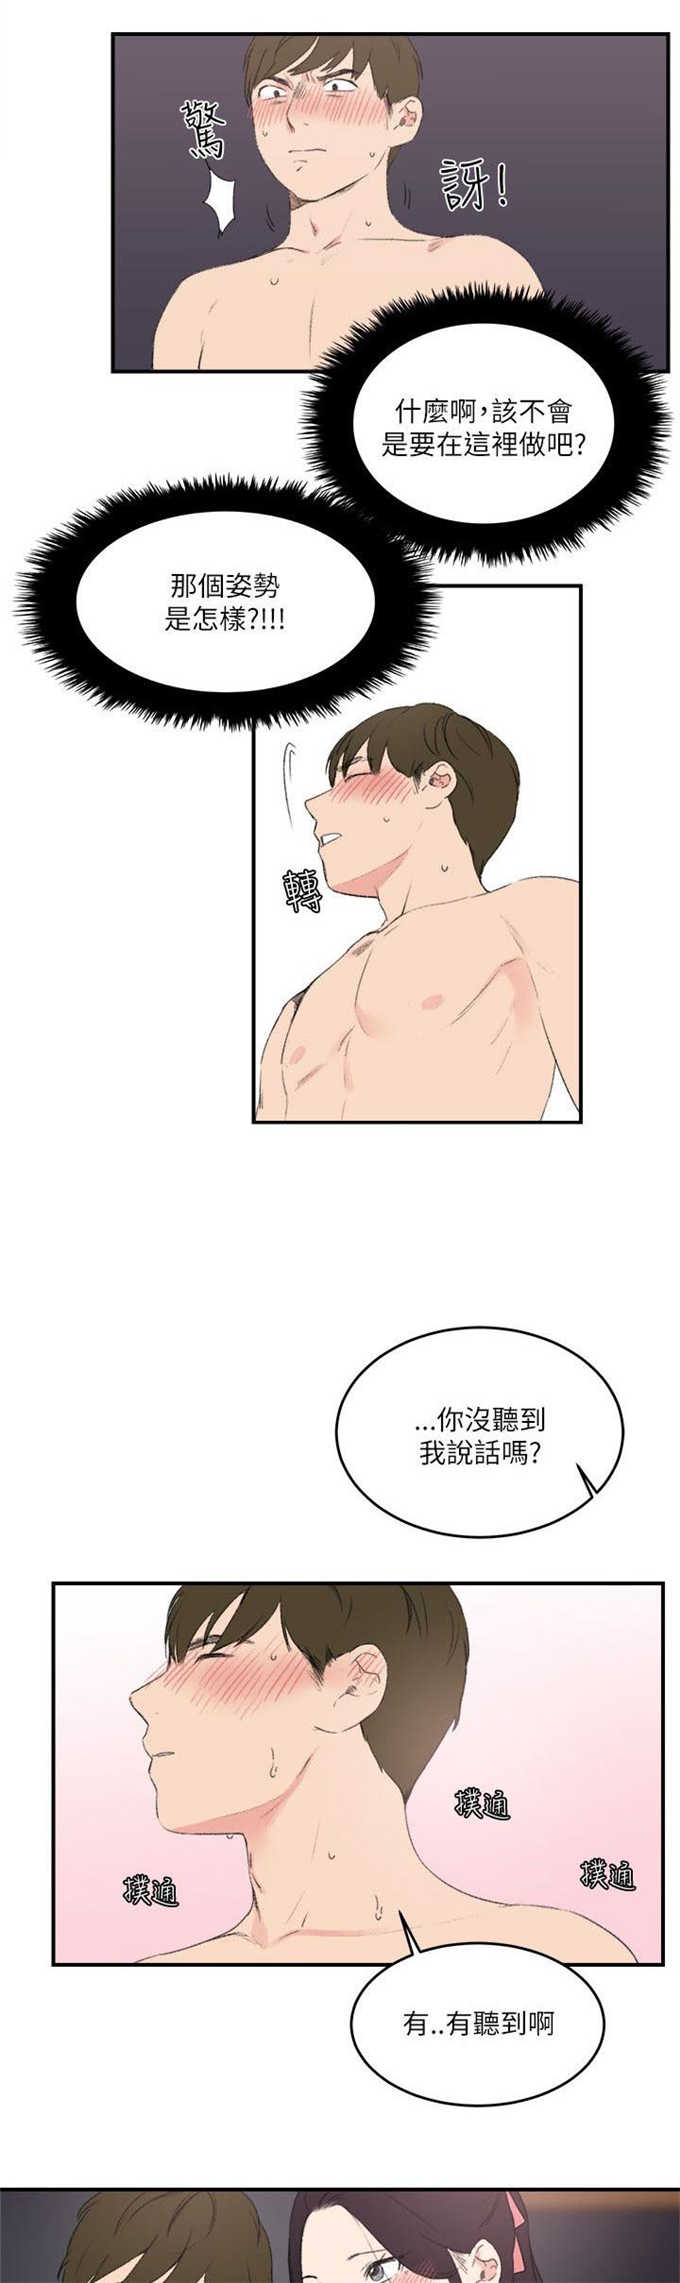 驚
訝!
什麼啊,該不會
是要在這裡做吧?
那個姿勢
是怎樣?!!!
轉
...你沒聽到
我說話嗎?
撲通
撲通
撲通
有..有聽到啊